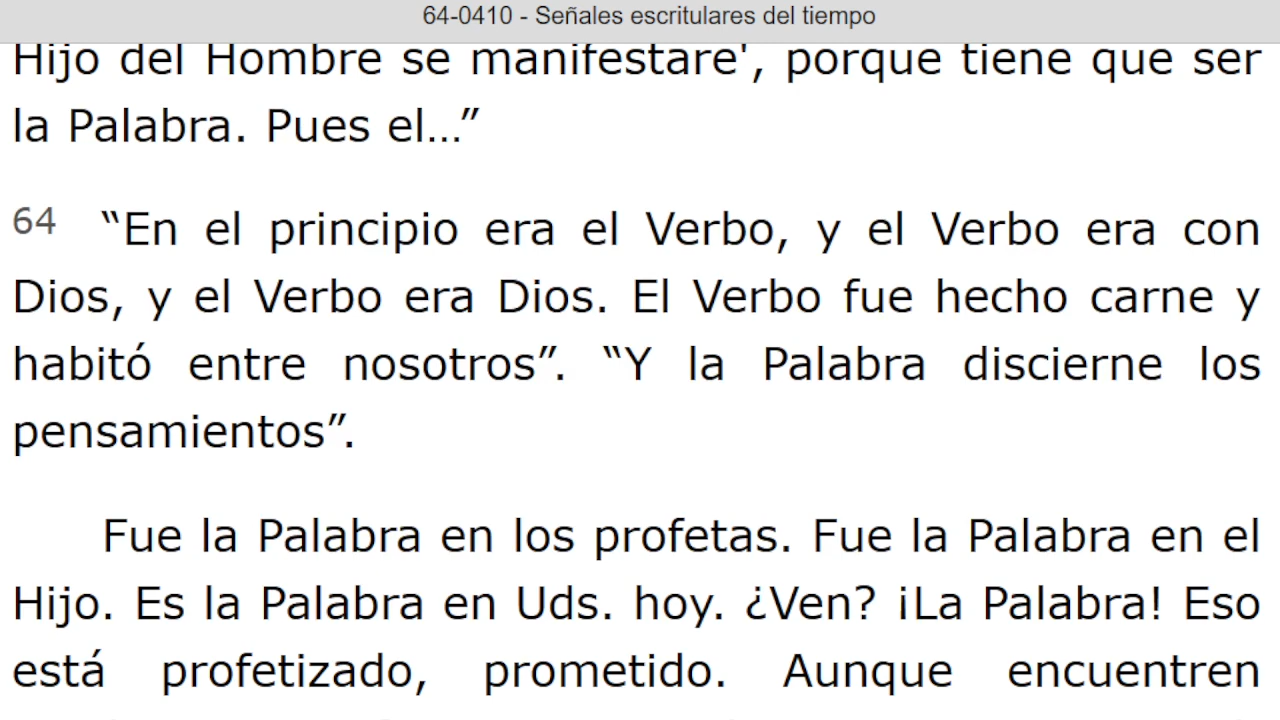 64-0410 - Señales escritulares del tiempo
Hijo del Hombre se manifestare', porque tiene que ser
la Palabra. Pues el…”
64 “En el principio era el Verbo, y el Verbo era con
Dios, y el Verbo era Dios. El Verbo fue hecho carne y
habitó entre nosotros”. “Y la Palabra discierne los
pensamientos”.
Fue la Palabra en los profetas. Fue la Palabra en el
Hijo. Es la Palabra en Uds. hoy. ¿Ven? ¡La Palabra! Eso
está profetizado, prometido. Aunque encuentren